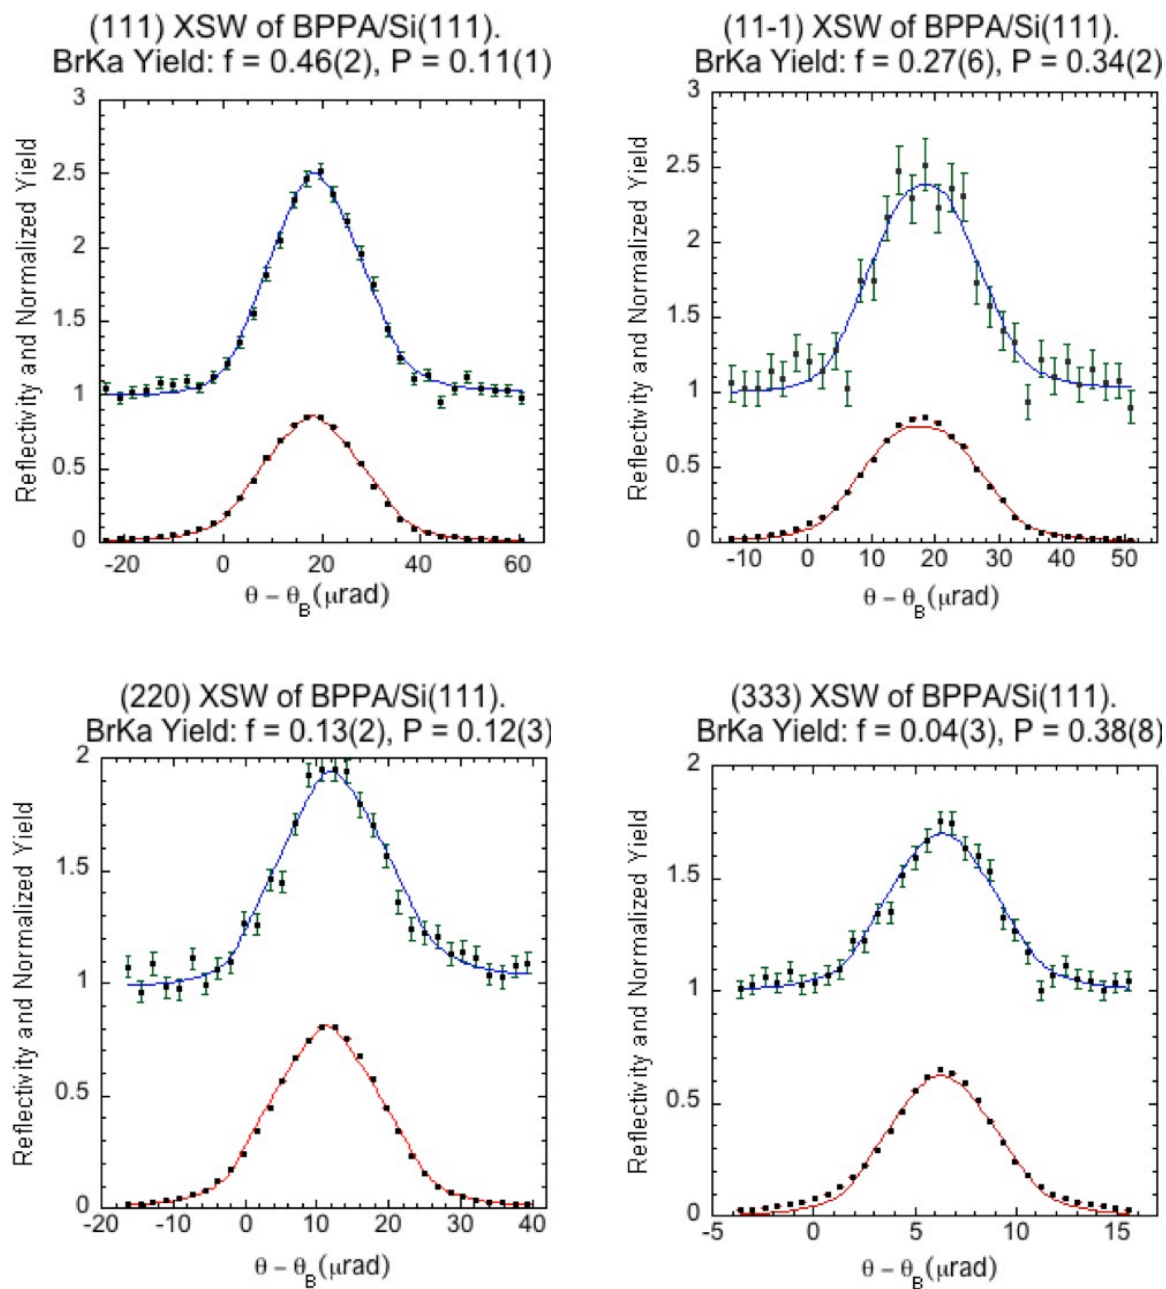 (111) XSW of BPPA/Si(111).
BrKa Yield: f = 0.46(2), P = 0.11(1)
3
2.5
2
1.5
1
0.5
0
-20 0 20 40 60
Reflectivity and Normalized Yield
θ − θB(μrad)
(11-1) XSW of BPPA/Si(111).
BrKa Yield: f = 0.27(6), P = 0.34(2)
3
2.5
2
1.5
1
0.5
0
-10 0 10 20 30 40 50
Reflectivity and Normalized Yield
θ − θB(μrad)
(220) XSW of BPPA/Si(111).
BrKa Yield: f = 0.13(2), P = 0.12(3)
2
1.5
1
0.5
0
-20 -10 0 10 20 30 40
Reflectivity and Normalized Yield
θ − θB(μrad)
(333) XSW of BPPA/Si(111).
BrKa Yield: f = 0.04(3), P = 0.38(8)
2
1.5
1
0.5
0
-5 0 5 10 15
Reflectivity and Normalized Yield
θ − θB(μrad)